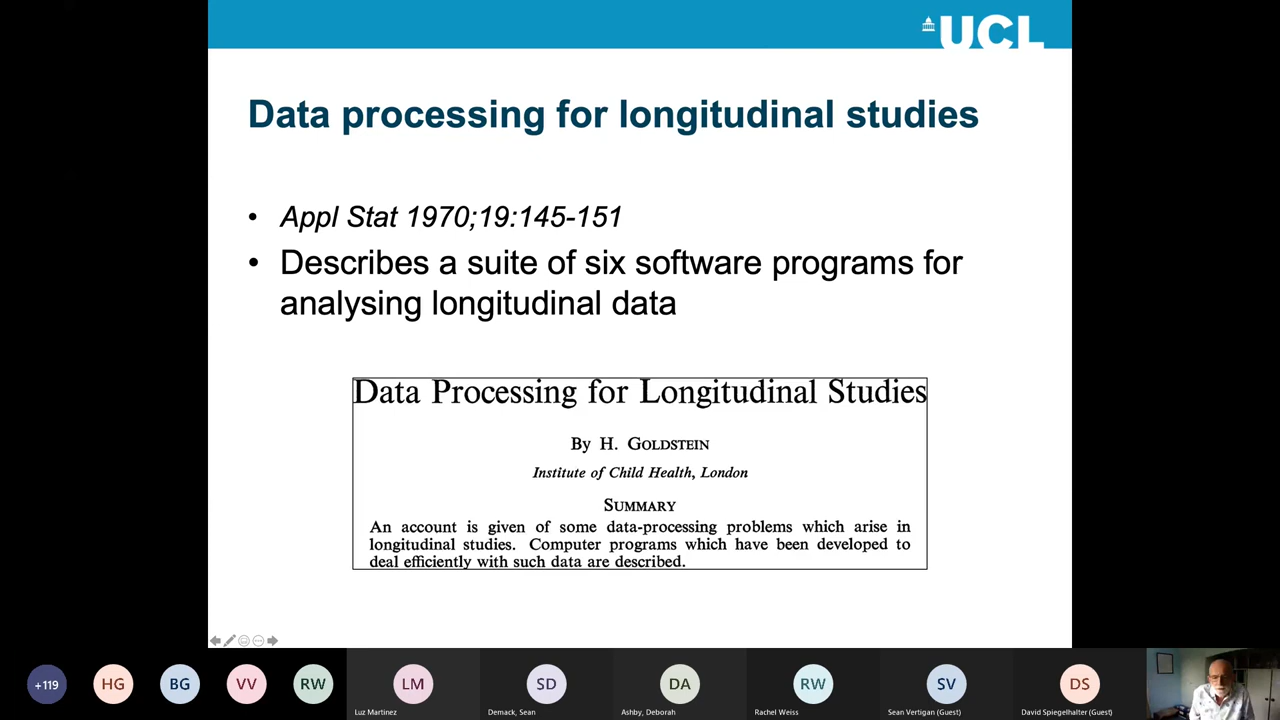 UCL
Data processing for longitudinal studies
• Appl Stat 1970;19:145-151
• Describes a suite of six software programs for
analysing longitudinal data
Data Processing for Longitudinal Studies
By H. GOLDSTEIN
Institute of Child Health, London
SUMMARY
An account is given of some data-processing problems which arise in
longitudinal studies. Computer programs which have been developed to
deal efficiently with such data are described.
+119 HG BG VV RW LM SD DA RW SV DS
Luz Martinez Demack, Sean Ashby, Deborah Rachel Weiss Sean Vertigan (Guest) David Spiegelhalter (Guest)